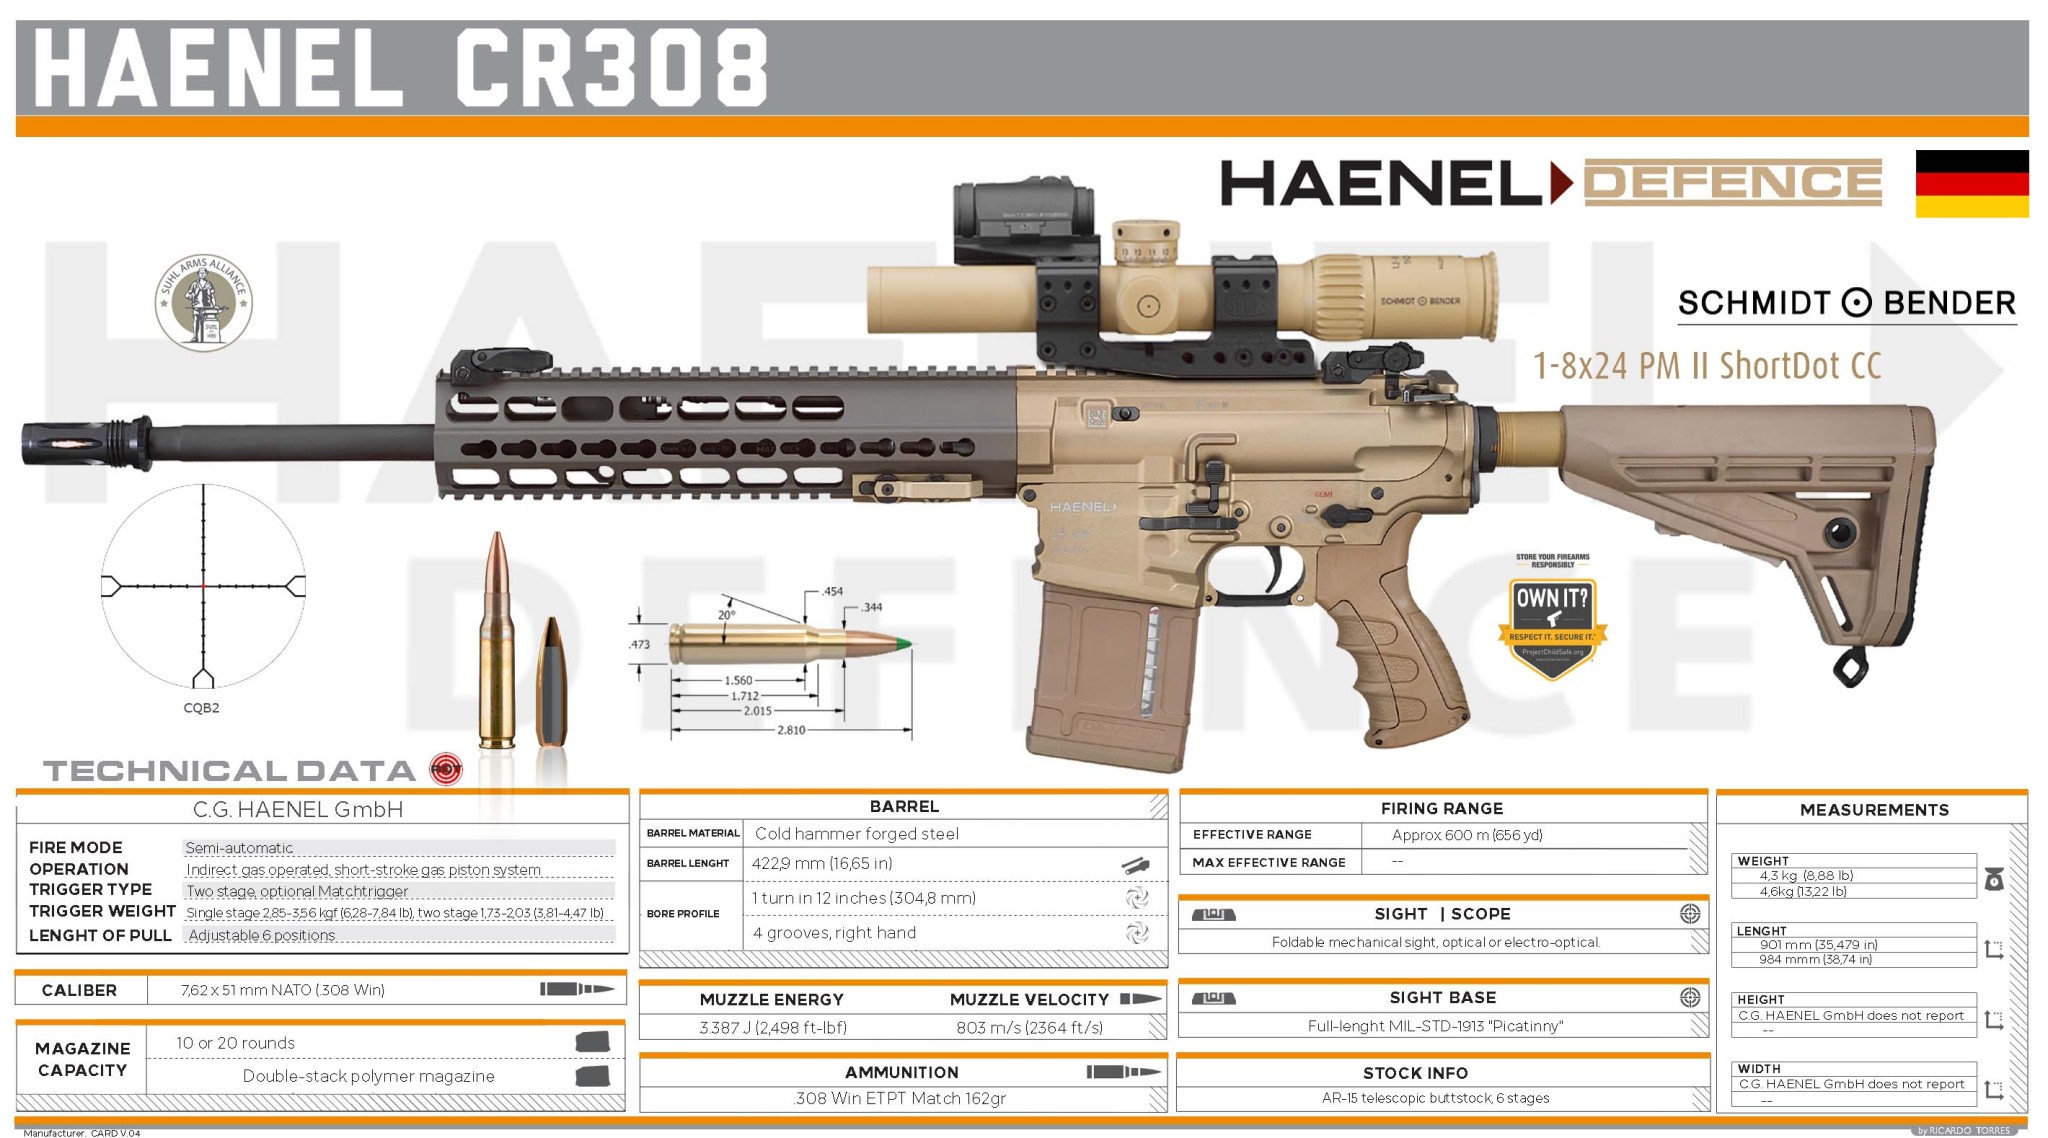 HAENEL CR308
HAENEL DEFENCE
SUHL ARMS ALLIANCE
SCHMIDT BENDER
1-8x24 PM II ShortDot CC
SCHMIDT BENDER
HAENEL
SEMI
CQB2
.473
20°
.454
.344
1.560
1.712
2.015
2.810
STORE YOUR FIREARMS
RESPONSIBLY
OWN IT?
RESPECT IT. SECURE IT.
ProjectChildSafe.org
TECHNICAL DATA
C.G. HAENEL GmbH
FIRE MODE Semi-automatic
OPERATION Indirect gas operated, short-stroke gas piston system
TRIGGER TYPE Two stage, optional Matchtrigger
TRIGGER WEIGHT Single stage 2,85-3,56 kgf (6,28-7,84 lb), two stage 1,73-2,03 (3,81-4,47 lb)
LENGHT OF PULL Adjustable 6 positions
CALIBER 7,62 x 51 mm NATO (.308 Win)
MAGAZINE CAPACITY
10 or 20 rounds
Double-stack polymer magazine
BARREL
BARREL MATERIAL Cold hammer forged steel
BARREL LENGHT 422,9 mm (16,65 in)
BORE PROFILE
1 turn in 12 inches (304,8 mm)
4 grooves, right hand
MUZZLE ENERGY MUZZLE VELOCITY
3.387 J (2,498 ft-lbf) 803 m/s (2364 ft/s)
AMMUNITION
.308 Win ETPT Match 162gr
FIRING RANGE
EFFECTIVE RANGE Approx 600 m (656 yd)
MAX EFFECTIVE RANGE --
SIGHT | SCOPE
Foldable mechanical sight, optical or electro-optical.
SIGHT BASE
Full-lenght MIL-STD-1913 "Picatinny"
STOCK INFO
AR-15 telescopic buttstock, 6 stages
MEASUREMENTS
WEIGHT
4,3 kg (8,88 lb)
4,6kg (13,22 lb)
LENGHT
901 mm (35,479 in)
984 mmm (38,74 in)
HEIGHT
C.G. HAENEL GmbH does not report
--
WIDTH
C.G. HAENEL GmbH does not report
--
Manufacturer. CARD V.04
by RICARDO TORRES